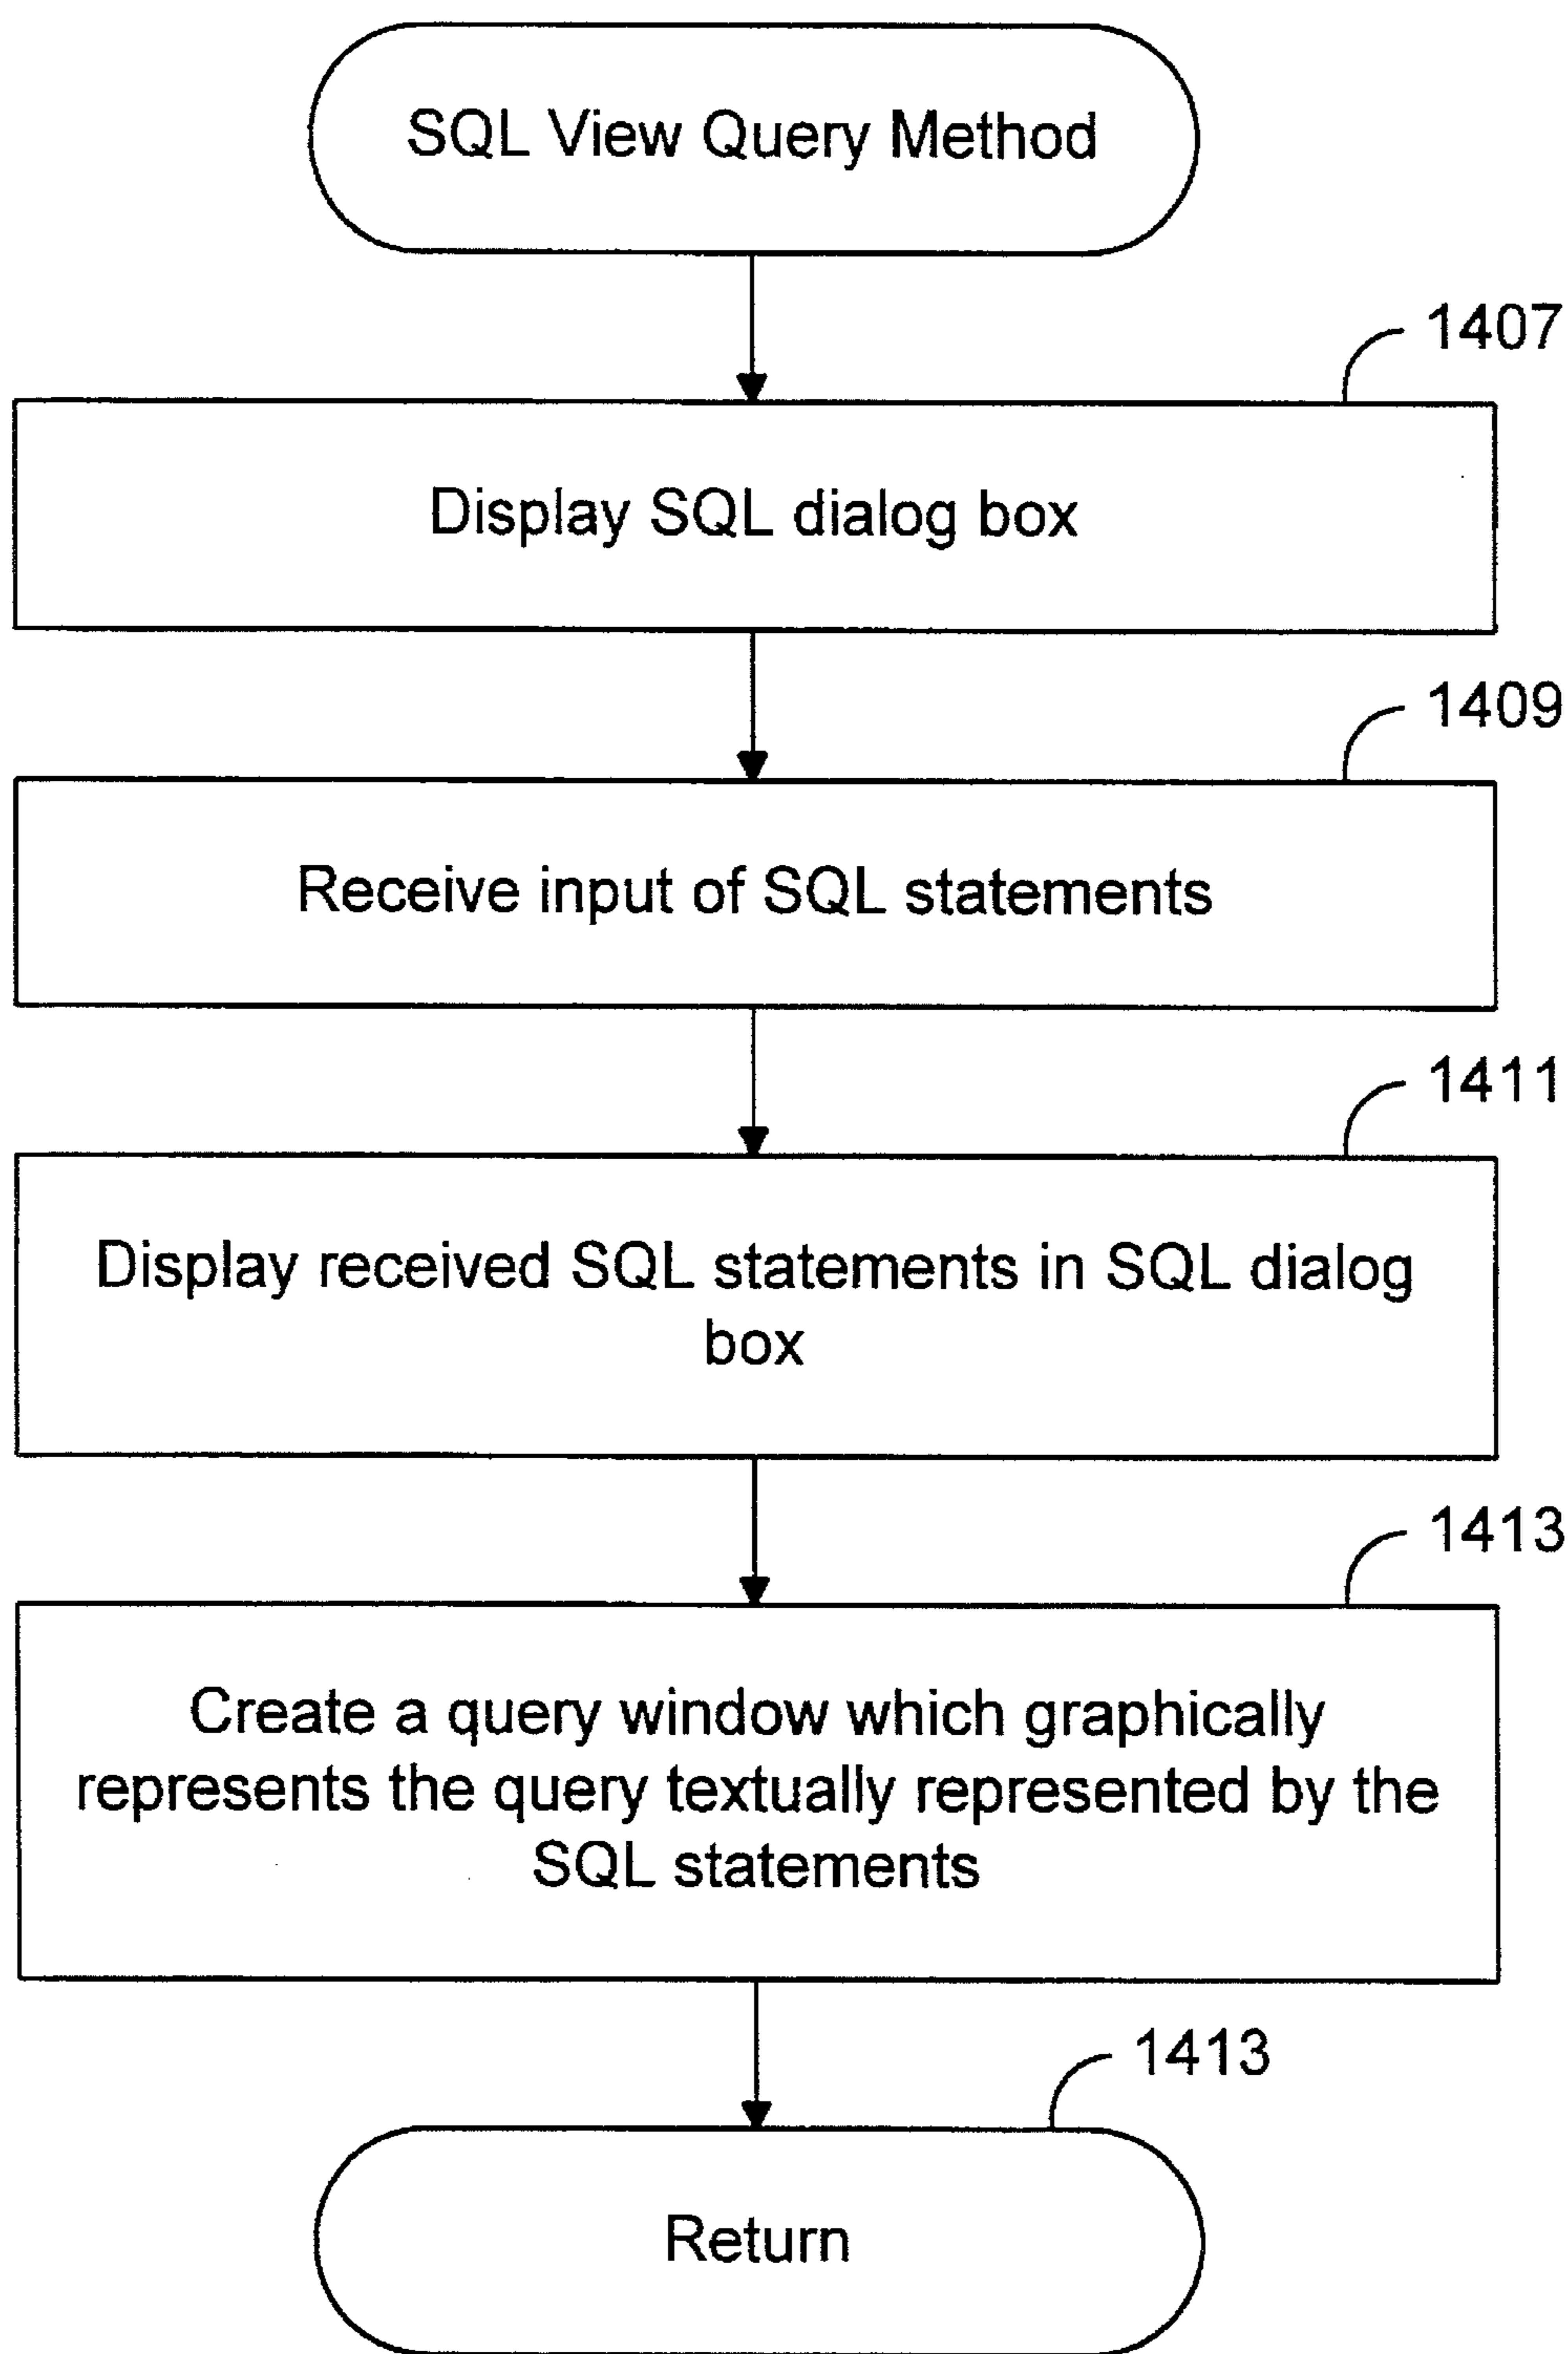 SQL View Query Method
1407
Display SQL dialog box
1409
Receive input of SQL statements
1411
Display received SQL statements in SQL dialog
box
1413
Create a query window which graphically
represents the query textually represented by the
SQL statements
1413
Return